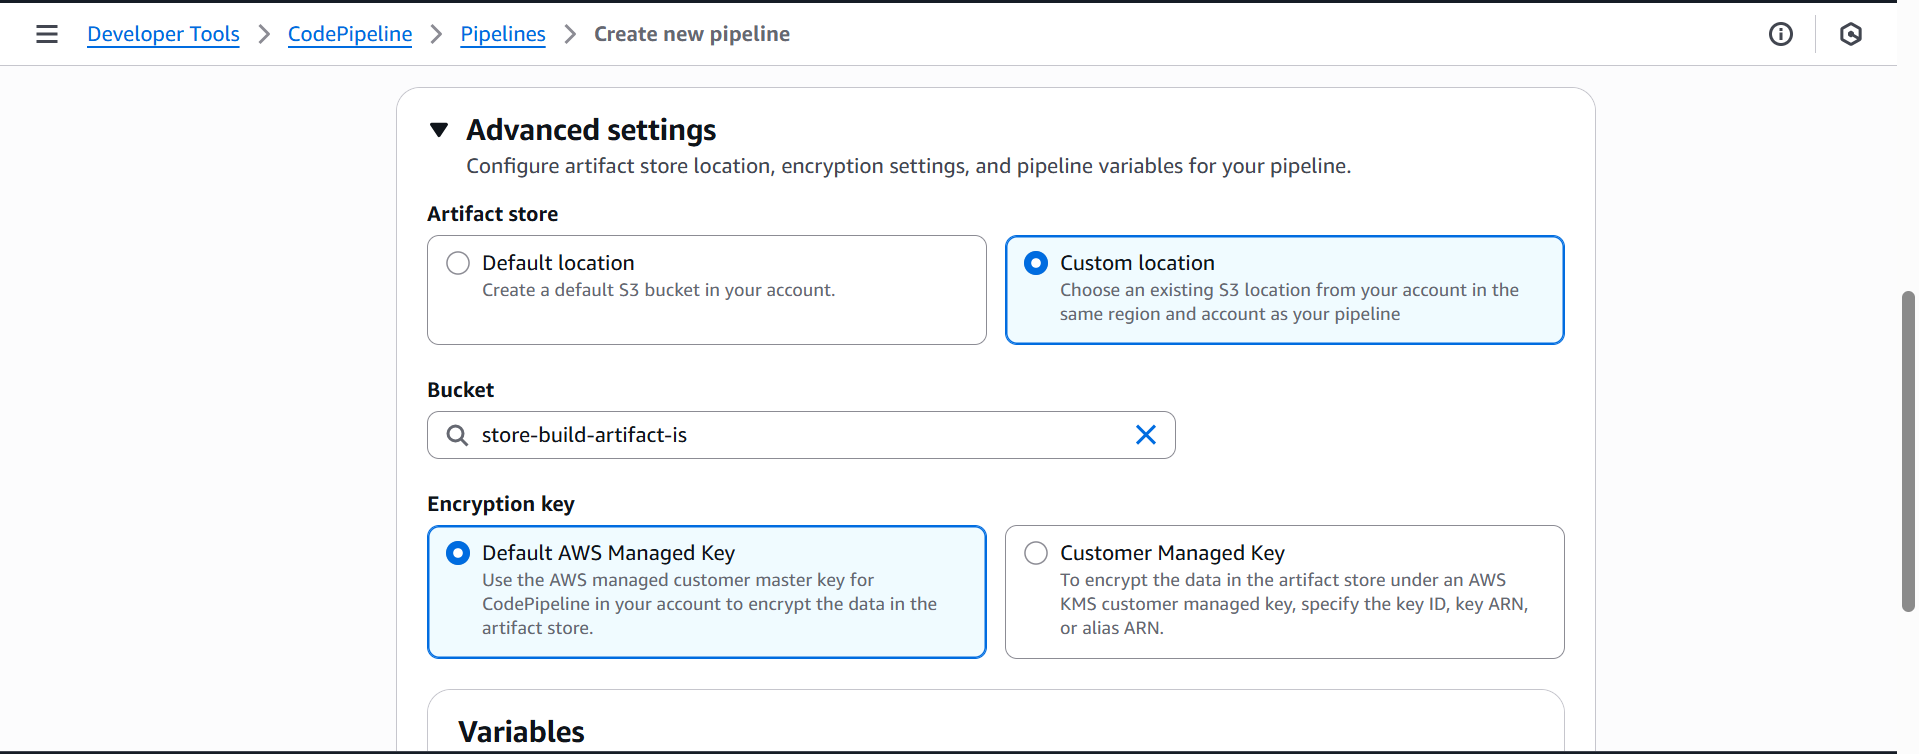 Developer Tools > CodePipeline > Pipelines > Create new pipeline
Advanced settings
Configure artifact store location, encryption settings, and pipeline variables for your pipeline.
Artifact store
Default location
Create a default S3 bucket in your account.
Custom location
Choose an existing S3 location from your account in the
same region and account as your pipeline
Bucket
store-build-artifact-is
Encryption key
Default AWS Managed Key
Use the AWS managed customer master key for
CodePipeline in your account to encrypt the data in the
artifact store.
Customer Managed Key
To encrypt the data in the artifact store under an AWS
KMS customer managed key, specify the key ID, key ARN,
or alias ARN.
Variables